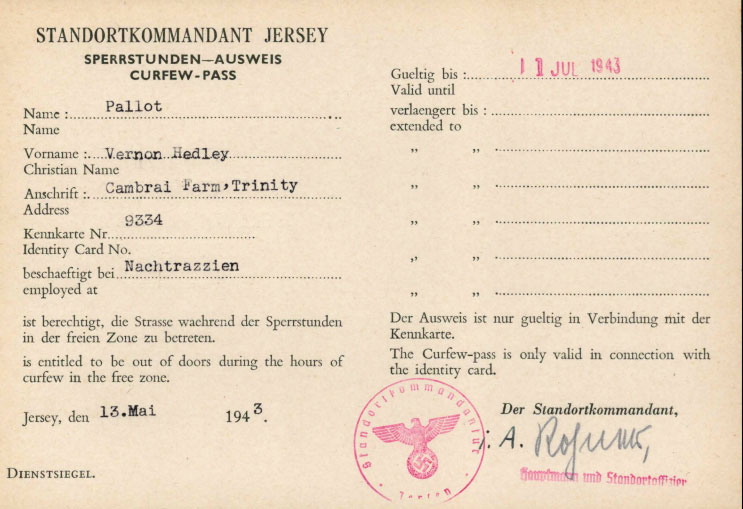 STANDORTKOMMANDANT JERSEY
SPERRSTUNDEN—AUSWEIS
CURFEW-PASS
Name : Pallot
Name
Vorname : Vernon Hedley
Christian Name
Anschrift : Cambrai Farm, Trinity
Address
Kennkarte Nr. 9334
Identity Card No.
beschaeftigt bei Nachtrazzien
employed at
ist berechtigt, die Strasse waehrend der Sperrstunden
in der freien Zone zu betreten.
is entitled to be out of doors during the hours of
curfew in the free zone.
Jersey, den 13.Mai 1943.
DIENSTSIEGEL.
Gueltig bis : 11 JUL 1943
Valid until
verlaengert bis :
extended to
„ „
„ „
„ „
„ „
„ „
Der Ausweis ist nur gueltig in Verbindung mit der
Kennkarte.
The Curfew-pass is only valid in connection with
the identity card.
Standortkommandantur
Jersey
Der Standortkommandant,
i. A.
Hauptmann und Standortoffizier